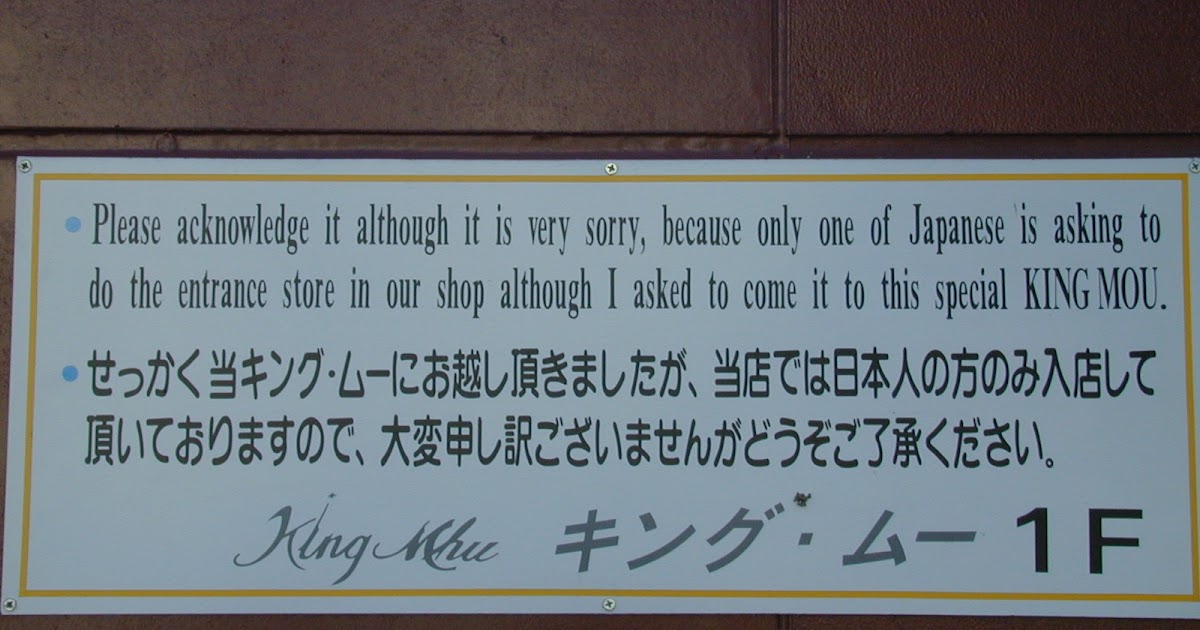 • Please acknowledge it although it is very sorry, because only one of Japanese is asking to
do the entrance store in our shop although I asked to come it to this special KING MOU.
• せっかく当キング・ムーにお越し頂きましたが、当店では日本人の方のみ入店して
頂いておりますので、大変申し訳ございませんがどうぞご了承ください。
King Mhu キング・ムー 1F